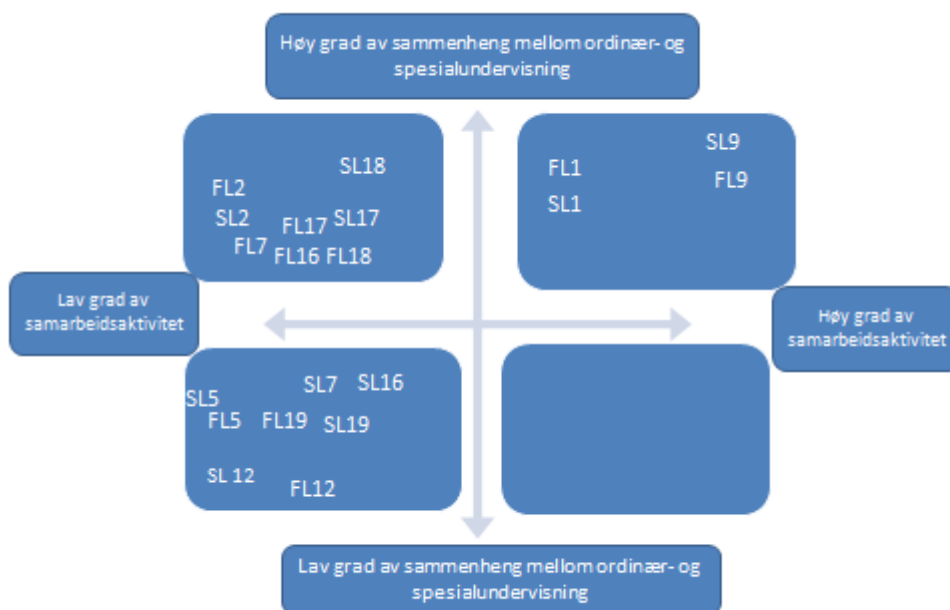 Høy grad av sammenheng mellom ordinær- og
spesialundervisning
SL18
FL2
SL2
FL17
SL17
FL7
FL16
FL18
SL9
FL1
FL9
SL1
Lav grad av
samarbeidsaktivitet
Høy grad av
samarbeidsaktivitet
SL7
SL16
SL5
FL5
FL19
SL19
SL 12
FL12
Lav grad av sammenheng mellom ordinær- og
spesialundervisning